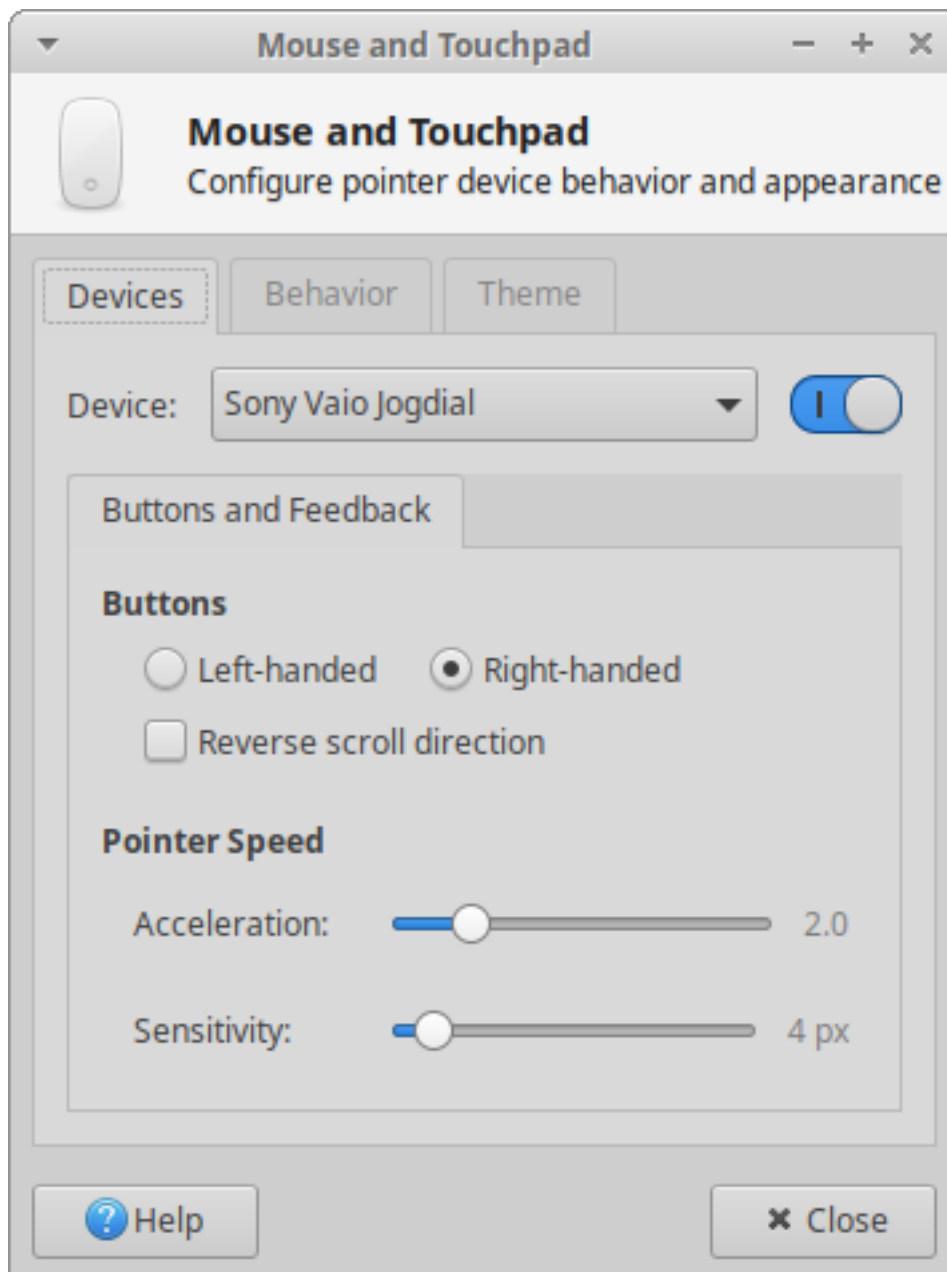 Mouse and Touchpad
Mouse and Touchpad
Configure pointer device behavior and appearance
Devices Behavior Theme
Device: Sony Vaio Jogdial
Buttons and Feedback
Buttons
Left-handed Right-handed
Reverse scroll direction
Pointer Speed
Acceleration: 2.0
Sensitivity: 4 px
Help Close